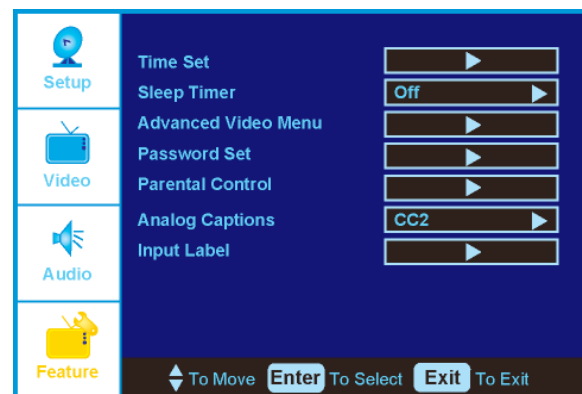 Setup
Video
Audio
Feature
Time Set
Sleep Timer Off
Advanced Video Menu
Password Set
Parental Control
Analog Captions CC2
Input Label
To Move Enter To Select Exit To Exit